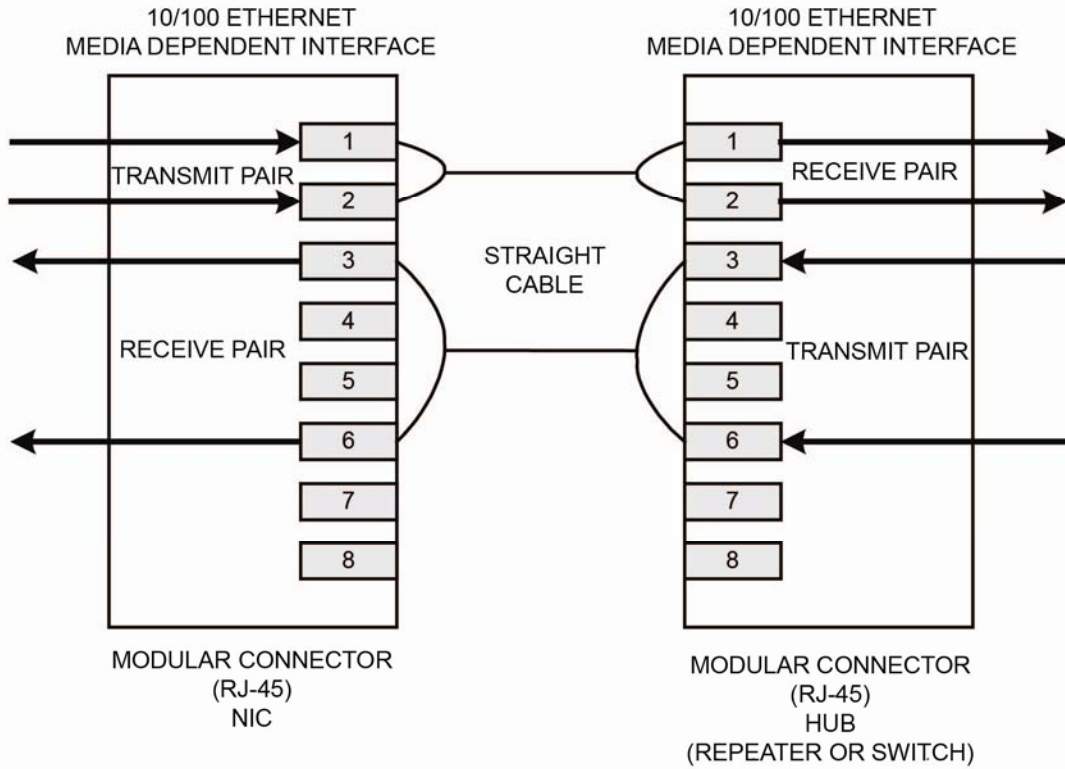 10/100 ETHERNET
MEDIA DEPENDENT INTERFACE
1
TRANSMIT PAIR
2
3
4
RECEIVE PAIR
5
6
7
8
MODULAR CONNECTOR
(RJ-45)
NIC
STRAIGHT
CABLE
10/100 ETHERNET
MEDIA DEPENDENT INTERFACE
1
RECEIVE PAIR
2
3
4
TRANSMIT PAIR
5
6
7
8
MODULAR CONNECTOR
(RJ-45)
HUB
(REPEATER OR SWITCH)